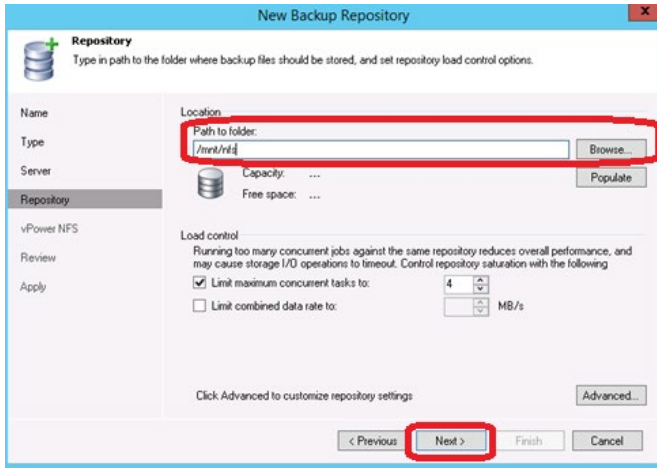 New Backup Repository
x
Repository
Type in path to the folder where backup files should be stored, and set repository load control options.
Name
Type
Server
Repository
vPower NFS
Review
Apply
Location
Path to folder:
/mnt/nfs
Browse...
Capacity: ...
Populate
Free space: ...
Load control
Running too many concurrent jobs against the same repository reduces overall performance, and
may cause storage I/O operations to timeout. Control repository saturation with the following
Limit maximum concurrent tasks to: 4
Limit combined data rate to: MB/s
Click Advanced to customize repository settings
Advanced...
< Previous
Next >
Finish
Cancel